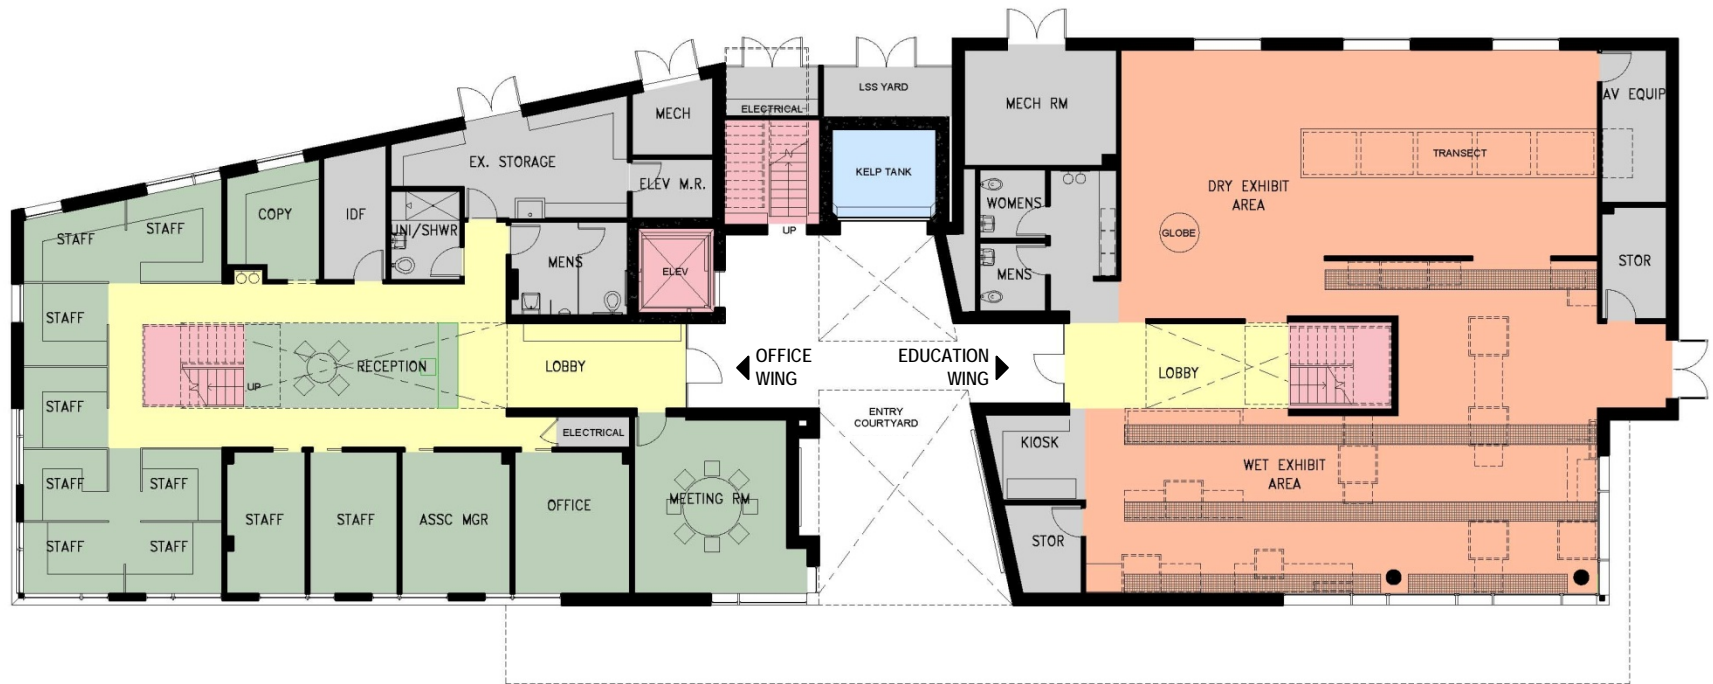 LSS YARD
MECH RM
AV EQUIP
ELECTRICAL
MECH
TRANSECT
EX. STORAGE
KELP TANK
ELEV M.R.
DRY EXHIBIT
AREA
WOMENS
COPY
IDF
UNI/SHWR
UP
GLOBE
STAFF
STAFF
MENS
ELEV
MENS
STOR
STAFF
RECEPTION
LOBBY
OFFICE
WING
EDUCATION
WING
LOBBY
UP
STAFF
ENTRY
COURTYARD
ELECTRICAL
KIOSK
WET EXHIBIT
AREA
STAFF
STAFF
MEETING RM
OFFICE
STAFF
STAFF
ASSC MGR
STAFF
STAFF
STOR